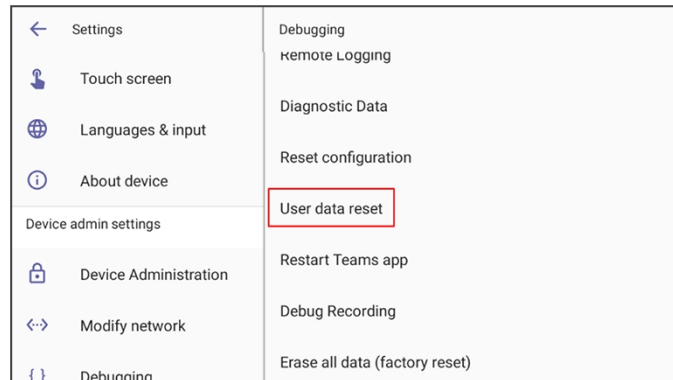 Settings
Touch screen
Languages & input
About device
Device admin settings
Device Administration
Modify network
Debugging
Debugging
Remote Logging
Diagnostic Data
Reset configuration
User data reset
Restart Teams app
Debug Recording
Erase all data (factory reset)